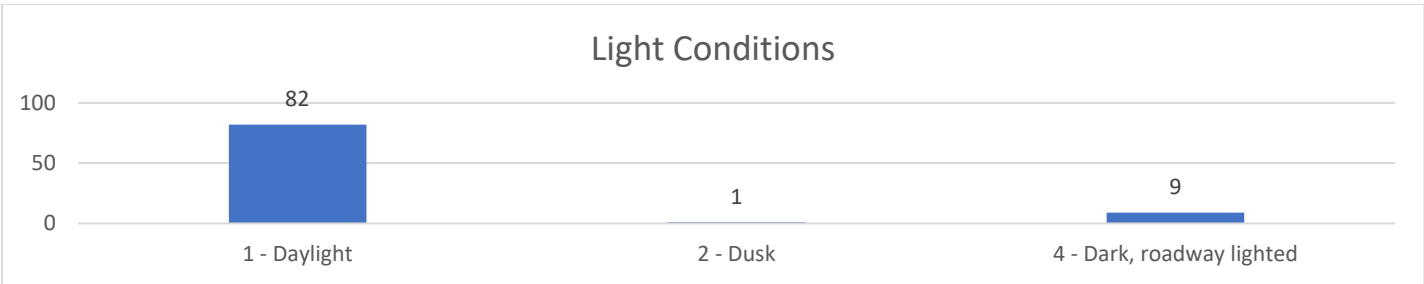 Light Conditions
100
50
0
82
1
9
1 - Daylight
2 - Dusk
4 - Dark, roadway lighted